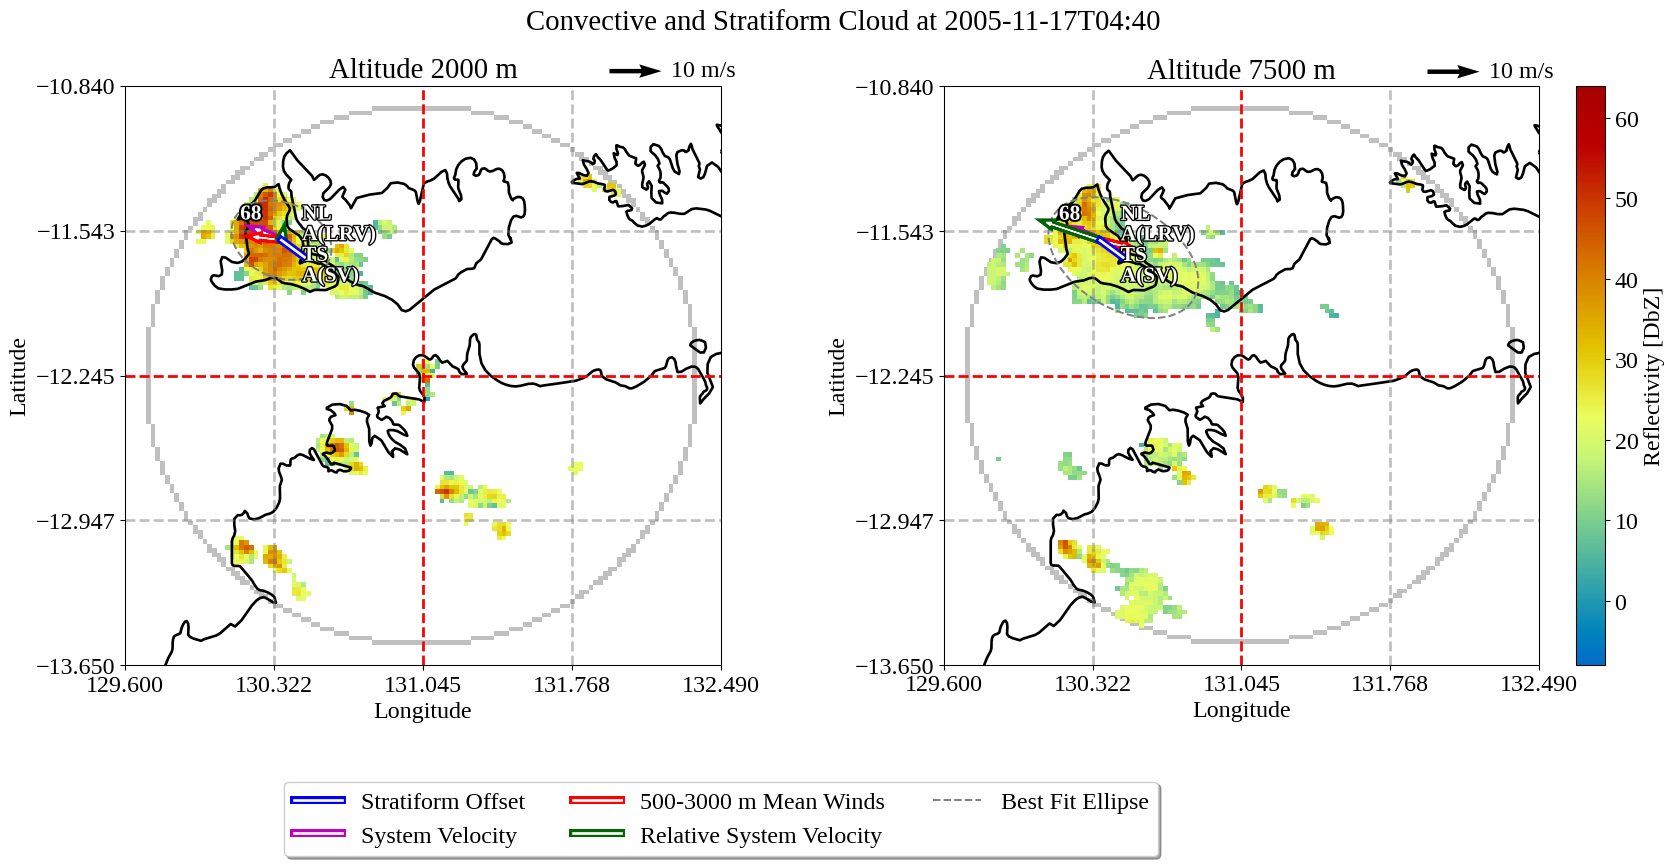 Convective and Stratiform Cloud at 2005-11-17T04:40
Altitude 2000 m
10 m/s
−10.840
−11.543
−12.245
−12.947
−13.650
Latitude
129.600
130.322
131.045
131.768
132.490
Longitude
68
NL
A(LRV)
TS
A(SV)
Altitude 7500 m
10 m/s
−10.840
−11.543
−12.245
−12.947
−13.650
Latitude
129.600
130.322
131.045
131.768
132.490
Longitude
68
NL
A(LRV)
TS
A(SV)
60
50
40
30
20
10
0
Reflectivity [DbZ]
Stratiform Offset
System Velocity
500-3000 m Mean Winds
Relative System Velocity
Best Fit Ellipse